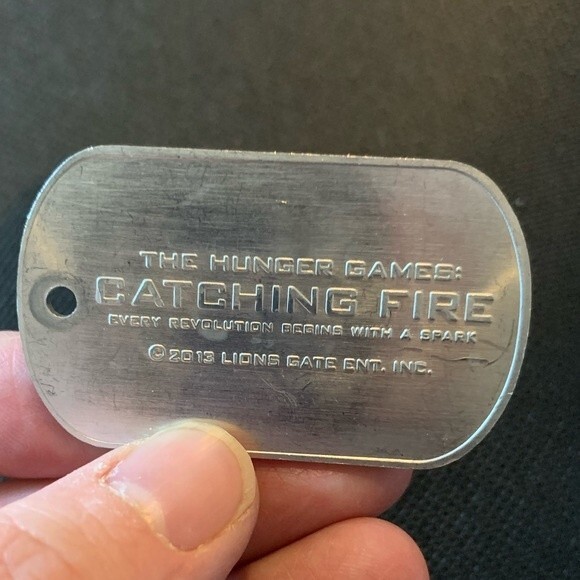 THE HUNGER GAMES:
CATCHING FIRE
EVERY REVOLUTION BEGINS WITH A SPARK
©2013 LIONS GATE ENT. INC.